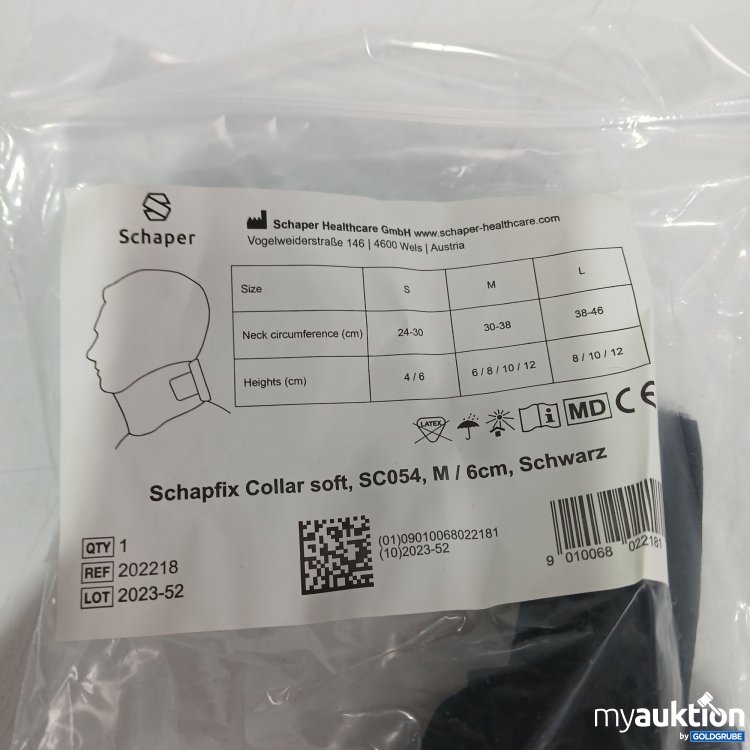 Schaper
Schaper Healthcare GmbH www.schaper-healthcare.com
Vogelweiderstraße 146 | 4600 Wels | Austria
Size S M L
Neck circumference (cm) 24-30 30-38 38-46
Heights (cm) 4 / 6 6 / 8 / 10 / 12 8 / 10 / 12
LATEX
MD CE
Schapfix Collar soft, SC054, M / 6cm, Schwarz
QTY 1
REF 202218
LOT 2023-52
(01)09010068022181
(10)2023-52
9 010068 022181
myauktion
by GOLDGRUBE